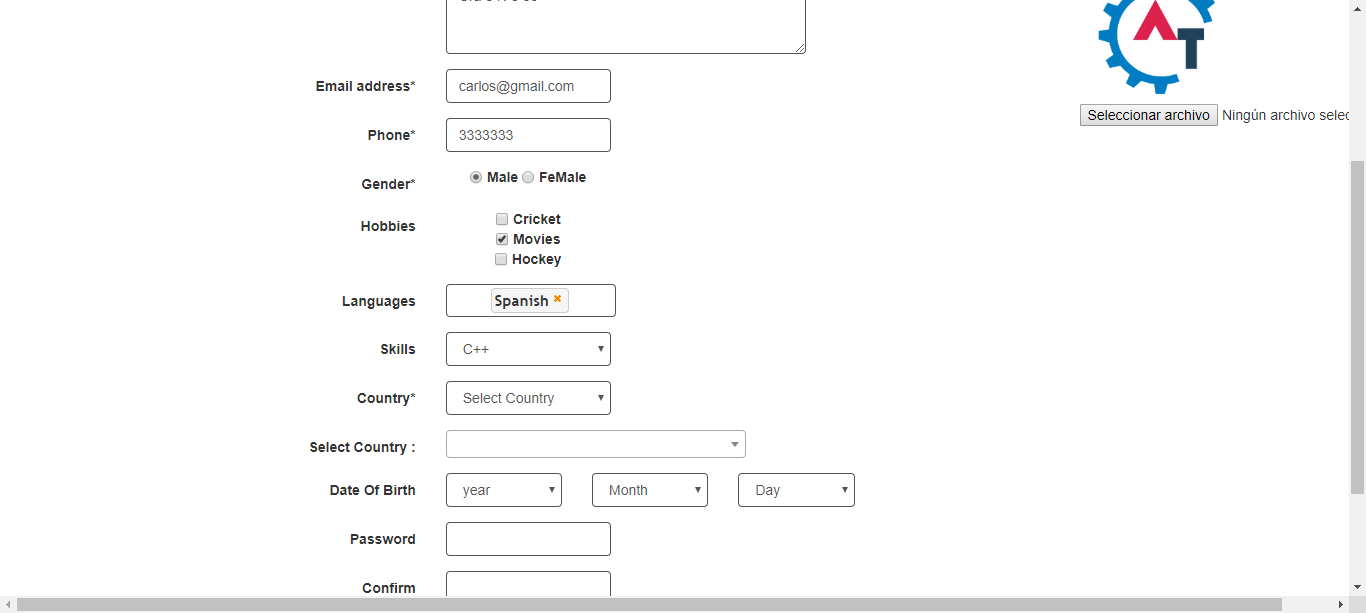 Email address* carlos@gmail.com
Seleccionar archivo Ningún archivo selec
Phone* 3333333
Gender* Male FeMale
Hobbies Cricket
Movies
Hockey
Languages Spanish
Skills C++
Country* Select Country
Select Country :
Date Of Birth year Month Day
Password
Confirm